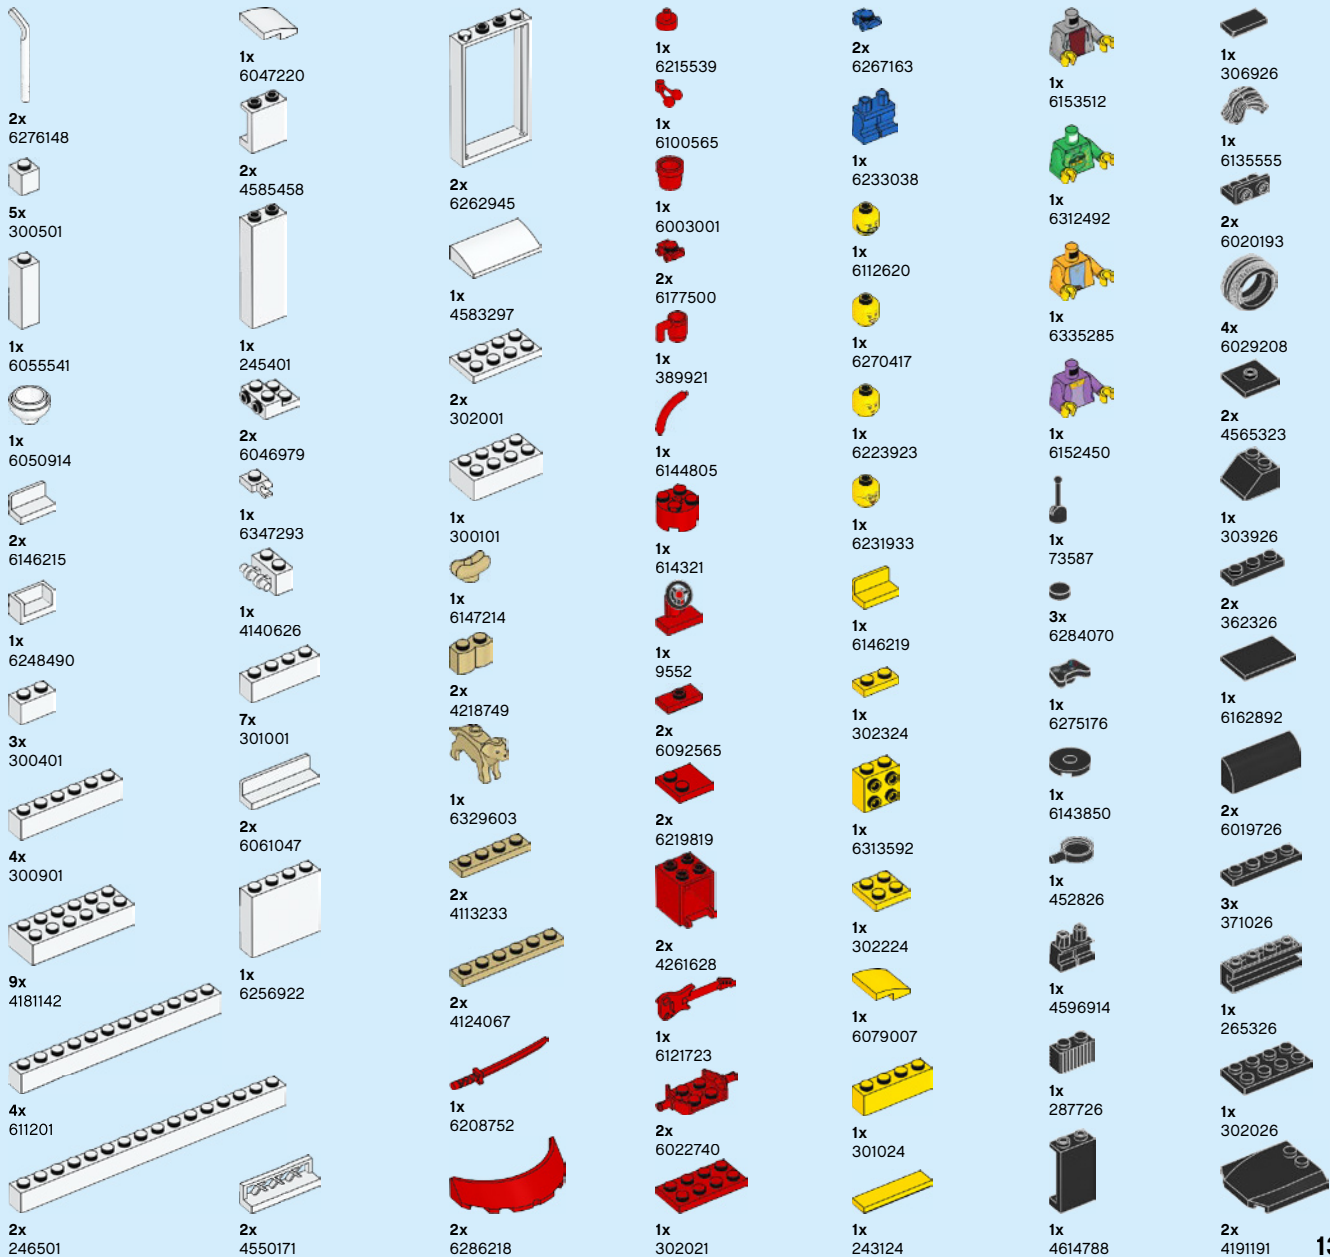 2x
6276148
5x
300501
1x
6055541
1x
6050914
2x
6146215
1x
6248490
3x
300401
4x
300901
9x
4181142
4x
611201
2x
246501
1x
6047220
2x
4585458
1x
245401
2x
6046979
1x
6347293
1x
4140626
7x
301001
2x
6061047
1x
6256922
2x
4550171
2x
6262945
1x
4583297
2x
302001
1x
300101
1x
6147214
2x
4218749
1x
6329603
2x
4113233
2x
4124067
1x
6208752
2x
6286218
1x
6215539
1x
6100565
1x
6003001
2x
6177500
1x
389921
1x
6144805
1x
614321
1x
9552
2x
6092565
2x
6219819
2x
4261628
1x
6121723
2x
6022740
1x
302021
2x
6267163
1x
6233038
1x
6112620
1x
6270417
1x
6223923
1x
6231933
1x
6146219
1x
302324
1x
6313592
1x
302224
1x
6079007
1x
301024
1x
243124
1x
6153512
1x
6312492
1x
6335285
1x
6152450
1x
73587
3x
6284070
1x
6275176
1x
6143850
1x
452826
1x
4596914
1x
287726
1x
4614788
1x
306926
1x
6135555
2x
6020193
4x
6029208
2x
4565323
1x
303926
2x
362326
1x
6162892
2x
6019726
3x
371026
1x
265326
1x
302026
2x
4191191